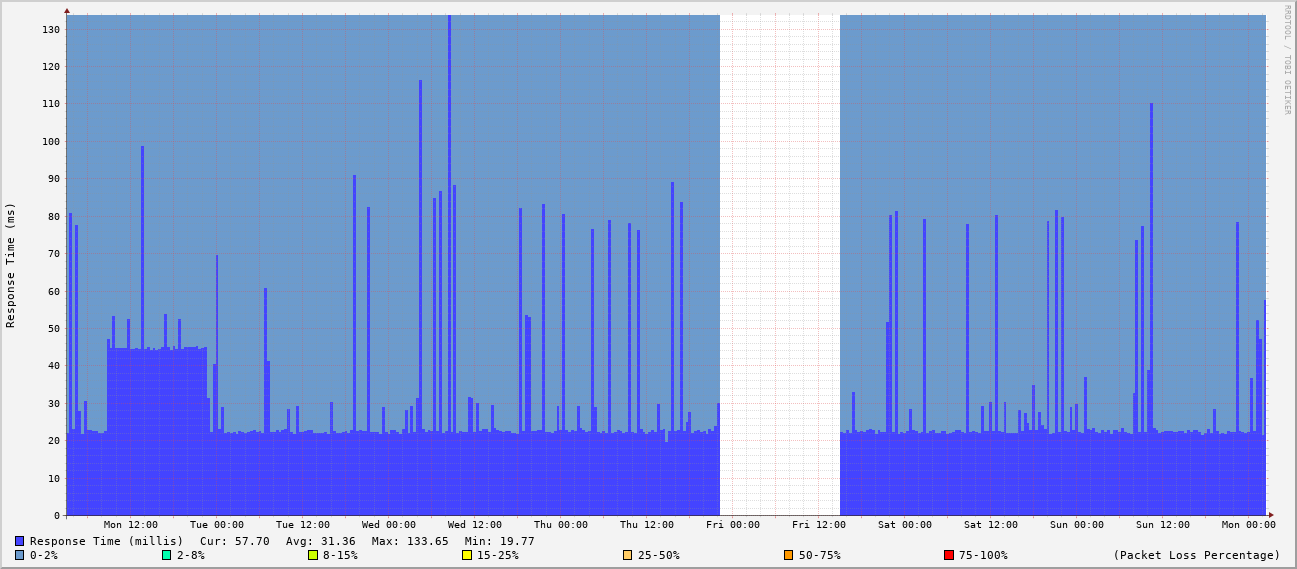 RRDTOOL / TOBI OETIKER
Response Time (ms)
130
120
110
100
90
80
70
60
50
40
30
20
10
0
Mon 12:00 Tue 00:00 Tue 12:00 Wed 00:00 Wed 12:00 Thu 00:00 Thu 12:00 Fri 00:00 Fri 12:00 Sat 00:00 Sat 12:00 Sun 00:00 Sun 12:00 Mon 00:00
Response Time (millis) Cur: 57.70 Avg: 31.36 Max: 133.65 Min: 19.77
0-2% 2-8% 8-15% 15-25% 25-50% 50-75% 75-100% (Packet Loss Percentage)